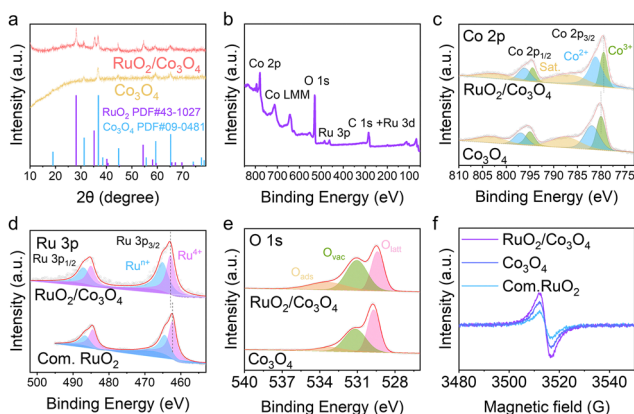 a
Intensity (a.u.)
RuO2/Co3O4
Co3O4
RuO2 PDF#43-1027
Co3O4 PDF#09-0481
10 20 30 40 50 60 70
2θ (degree)
b
Intensity (a.u.)
Co 2p
Co LMM
O 1s
Ru 3p
C 1s +Ru 3d
800 700 600 500 400 300 200 100
Binding Energy (eV)
c
Intensity (a.u.)
Co 2p
Co 2p3/2
Co 2p1/2
Co2+
Co3+
Sat.
RuO2/Co3O4
Co3O4
810 805 800 795 790 785 780 775
Binding Energy (eV)
d
Intensity (a.u.)
Ru 3p
Ru 3p3/2
Ru 3p1/2
Run+
Ru4+
RuO2/Co3O4
Com. RuO2
500 490 480 470 460
Binding Energy (eV)
e
Intensity (a.u.)
O 1s
Olatt
Ovac
Oads
RuO2/Co3O4
Co3O4
540 537 534 531 528
Binding Energy (eV)
f
Intensity (a.u.)
RuO2/Co3O4
Co3O4
Com.RuO2
3480 3510 3540
Magnetic field (G)